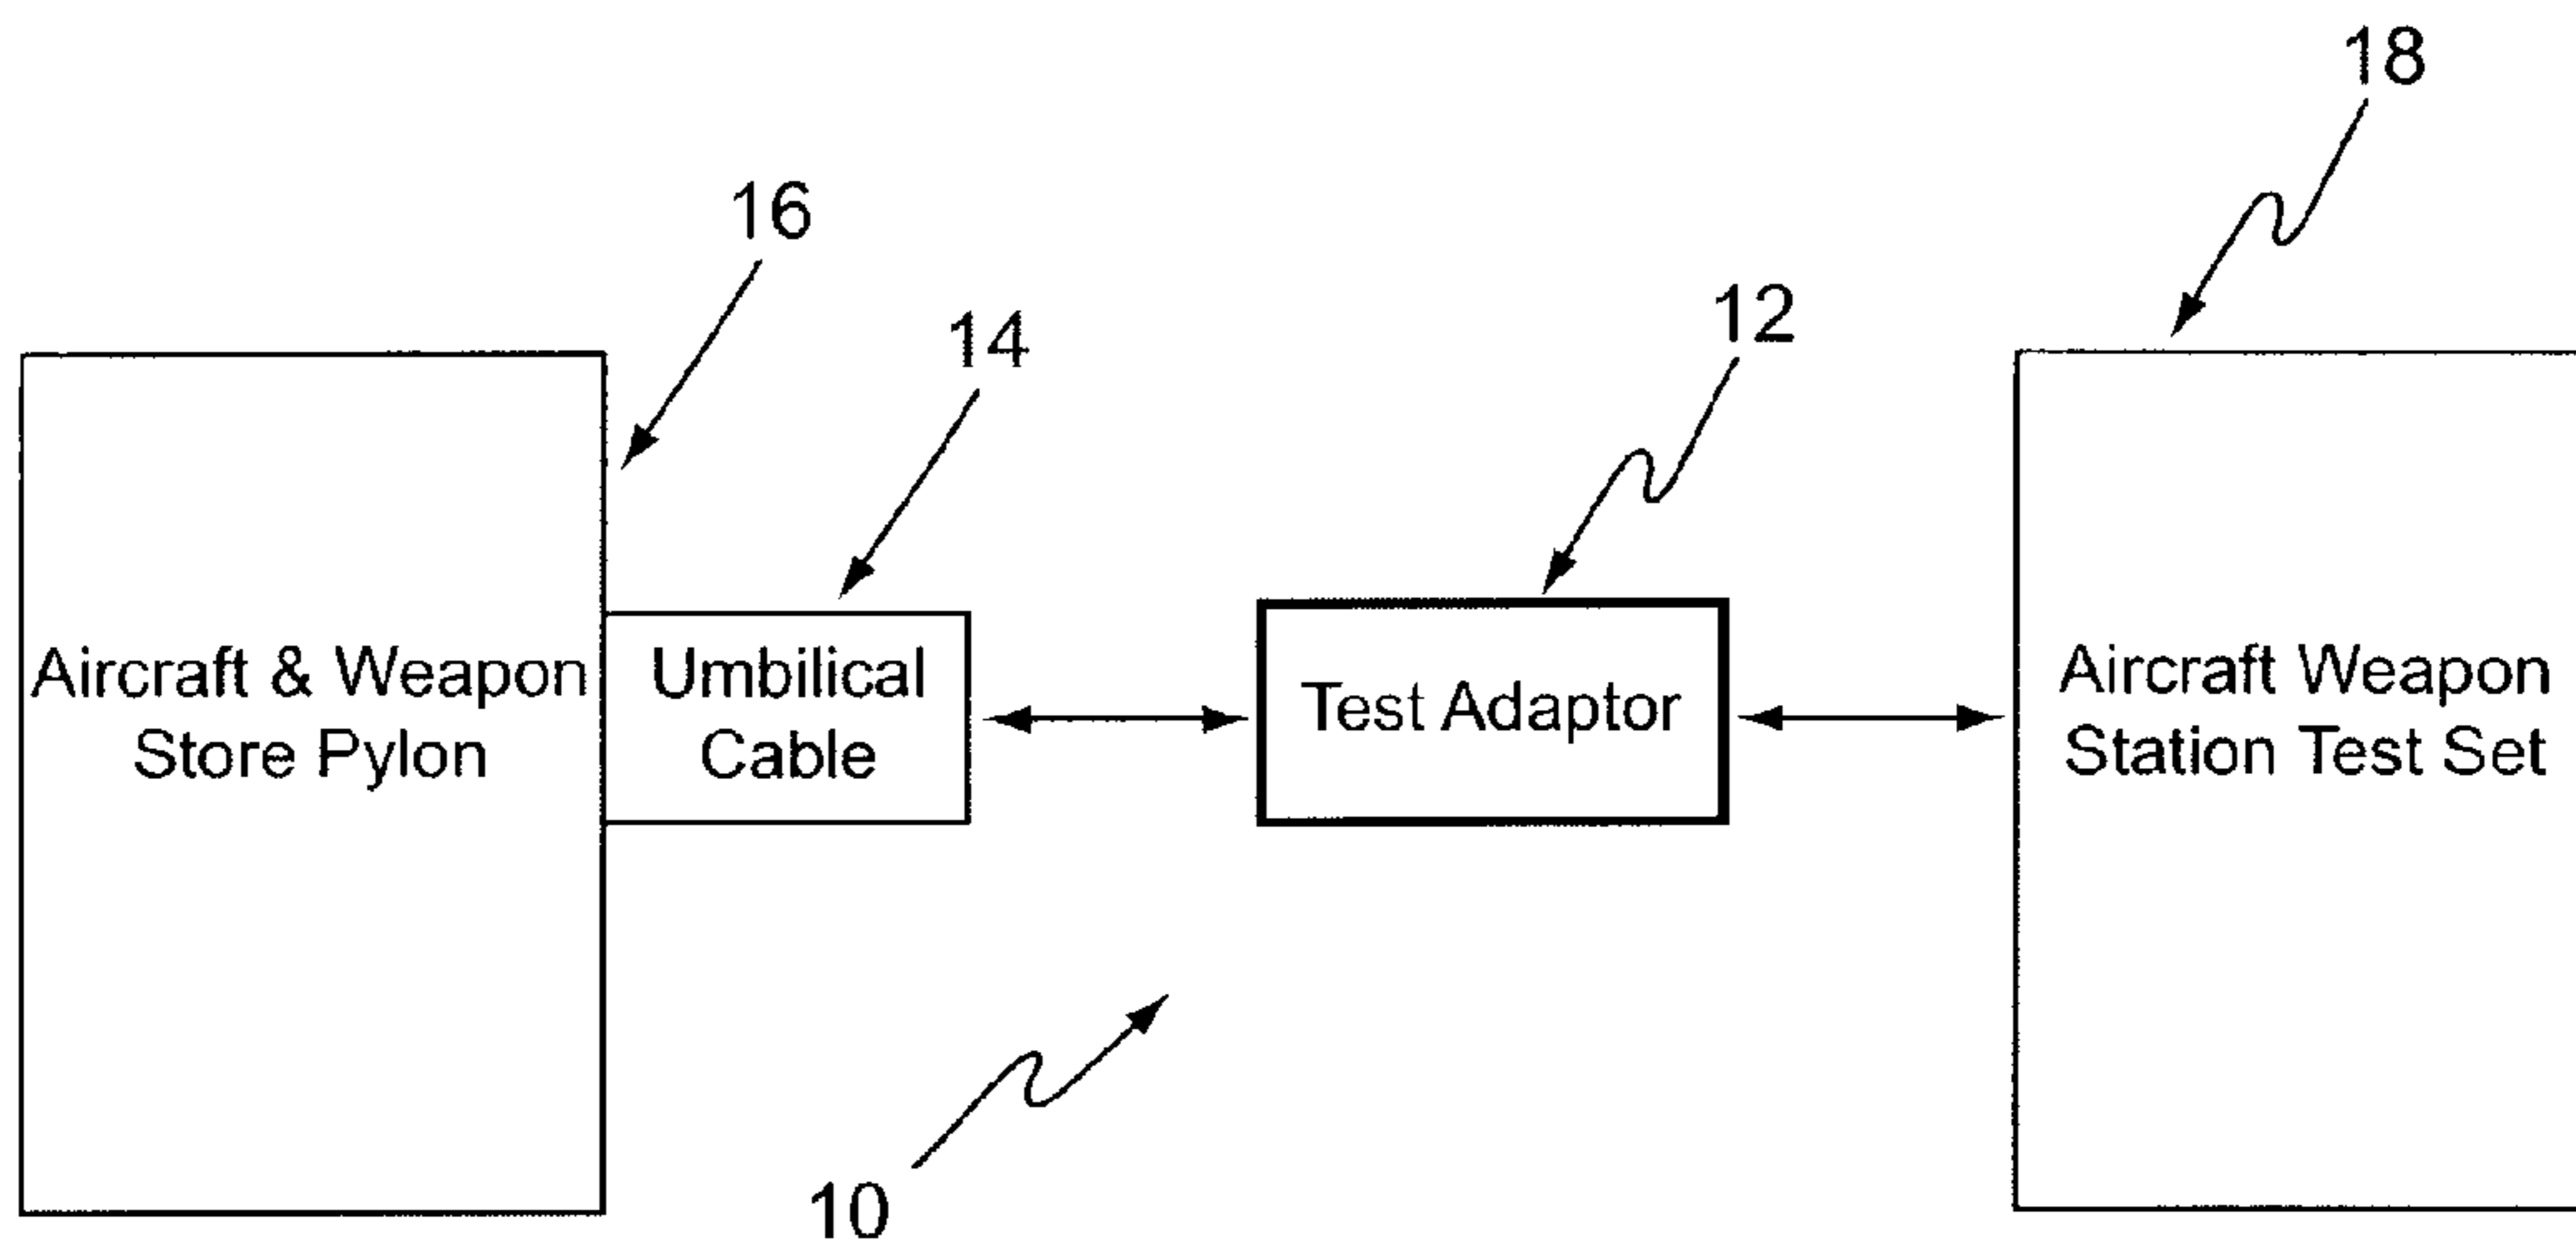 18
16
12
14
Aircraft & Weapon
Store Pylon
Umbilical
Cable
Test Adaptor
Aircraft Weapon
Station Test Set
10